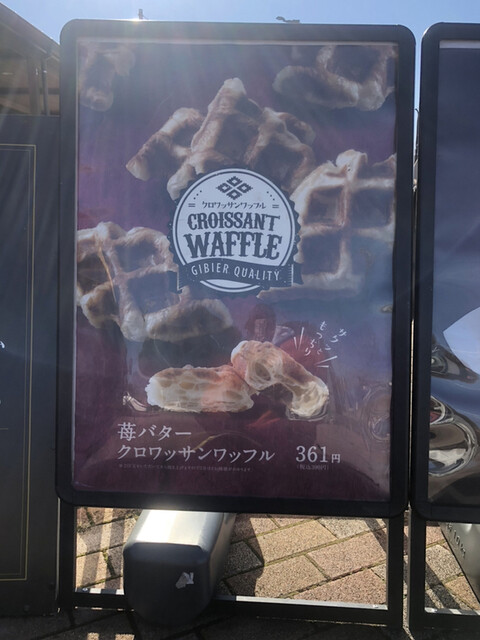 クロワッサンワッフル
CROISSANT
WAFFLE
GIBIER QUALITY
苺バター
クロワッサンワッフル 361円